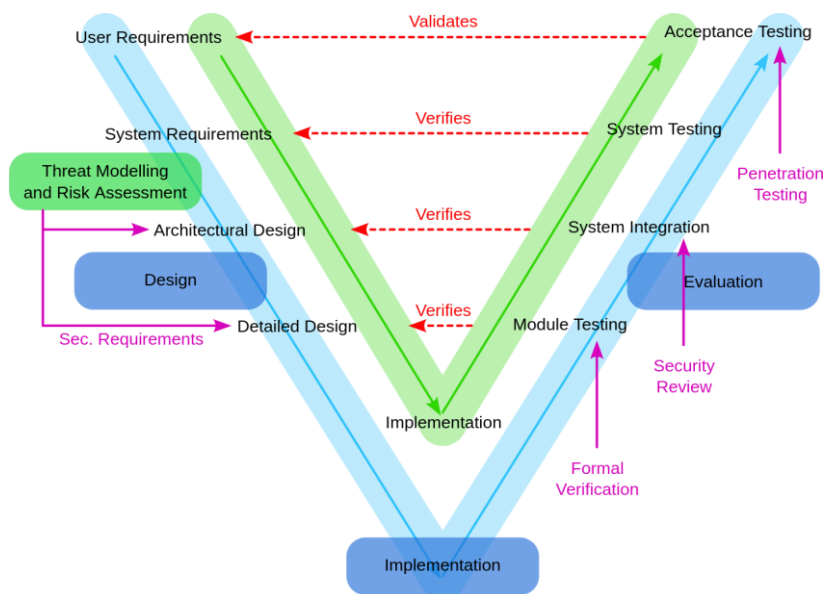 Validates
User Requirements
Acceptance Testing
Verifies
System Requirements
System Testing
Threat Modelling
and Risk Assessment
Penetration
Testing
Verifies
Architectural Design
System Integration
Design
Evaluation
Verifies
Detailed Design
Module Testing
Sec. Requirements
Security
Review
Implementation
Formal
Verification
Implementation